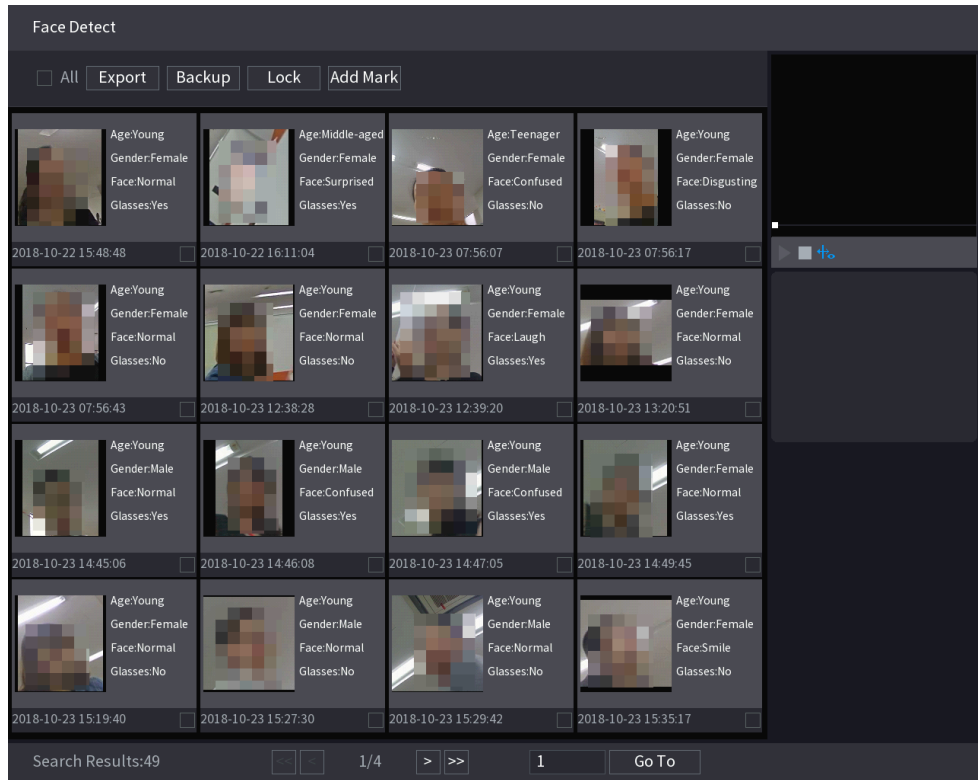 Face Detect
All Export Backup Lock Add Mark
Age:Young
Gender:Female
Face:Normal
Glasses:Yes
2018-10-22 15:48:48
Age:Middle-aged
Gender:Female
Face:Surprised
Glasses:Yes
2018-10-22 16:11:04
Age:Teenager
Gender:Female
Face:Confused
Glasses:No
2018-10-23 07:56:07
Age:Young
Gender:Female
Face:Disgusting
Glasses:No
2018-10-23 07:56:17
Age:Young
Gender:Female
Face:Normal
Glasses:No
2018-10-23 07:56:43
Age:Young
Gender:Female
Face:Normal
Glasses:No
2018-10-23 12:38:28
Age:Young
Gender:Female
Face:Laugh
Glasses:Yes
2018-10-23 12:39:20
Age:Young
Gender:Female
Face:Normal
Glasses:No
2018-10-23 13:20:51
Age:Young
Gender:Male
Face:Normal
Glasses:Yes
2018-10-23 14:45:06
Age:Young
Gender:Male
Face:Confused
Glasses:Yes
2018-10-23 14:46:08
Age:Young
Gender:Male
Face:Confused
Glasses:Yes
2018-10-23 14:47:05
Age:Young
Gender:Female
Face:Normal
Glasses:Yes
2018-10-23 14:49:45
Age:Young
Gender:Female
Face:Normal
Glasses:No
2018-10-23 15:19:40
Age:Young
Gender:Male
Face:Normal
Glasses:No
2018-10-23 15:27:30
Age:Young
Gender:Male
Face:Normal
Glasses:No
2018-10-23 15:29:42
Age:Young
Gender:Female
Face:Smile
Glasses:No
2018-10-23 15:35:17
Search Results:49 << < 1/4 > >> 1 Go To